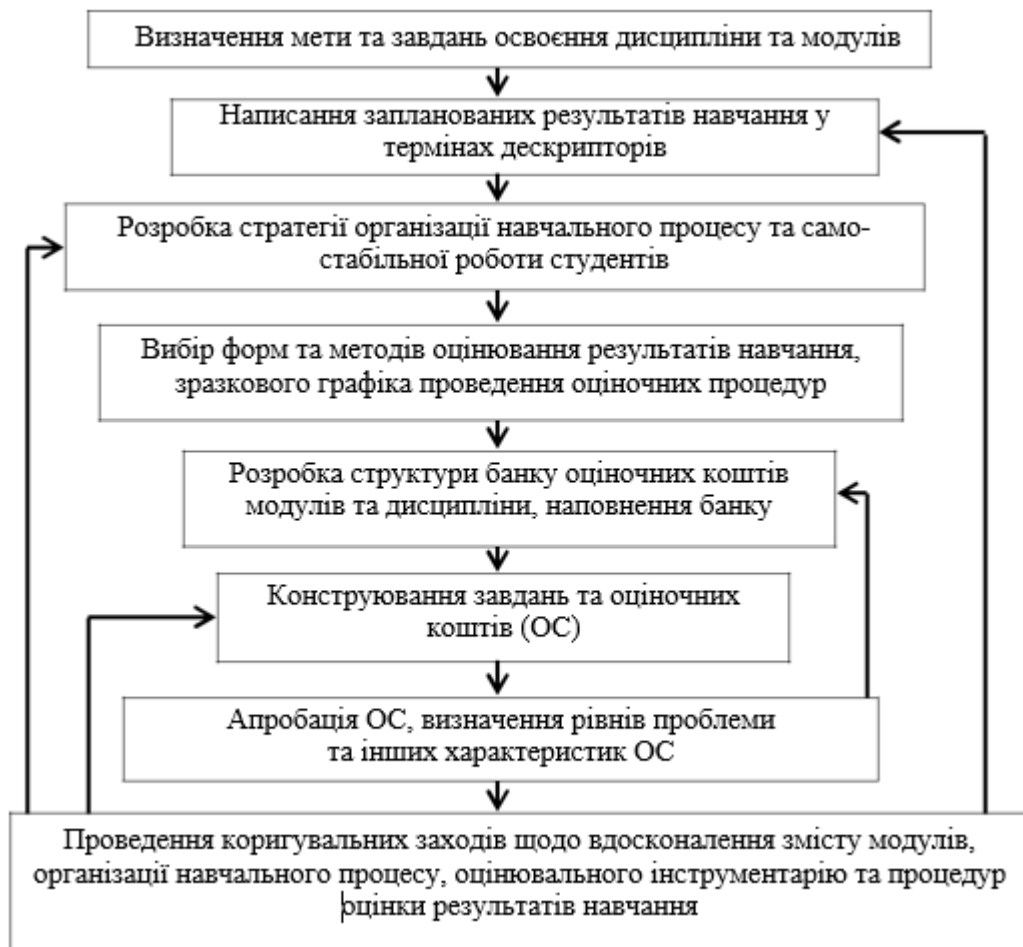 Визначення мети та завдань освоєння дисципліни та модулів
Написання запланованих результатів навчання у
термінах дескрипторів
Розробка стратегії організації навчального процесу та само-
стабільної роботи студентів
Вибір форм та методів оцінювання результатів навчання,
зразкового графіка проведення оціночних процедур
Розробка структури банку оціночних коштів
модулів та дисципліни, наповнення банку
Конструювання завдань та оціночних
коштів (ОС)
Апробація ОС, визначення рівнів проблеми
та інших характеристик ОС
Проведення коригувальних заходів щодо вдосконалення змісту модулів,
організації навчального процесу, оцінювального інструментарію та процедур
оцінки результатів навчання